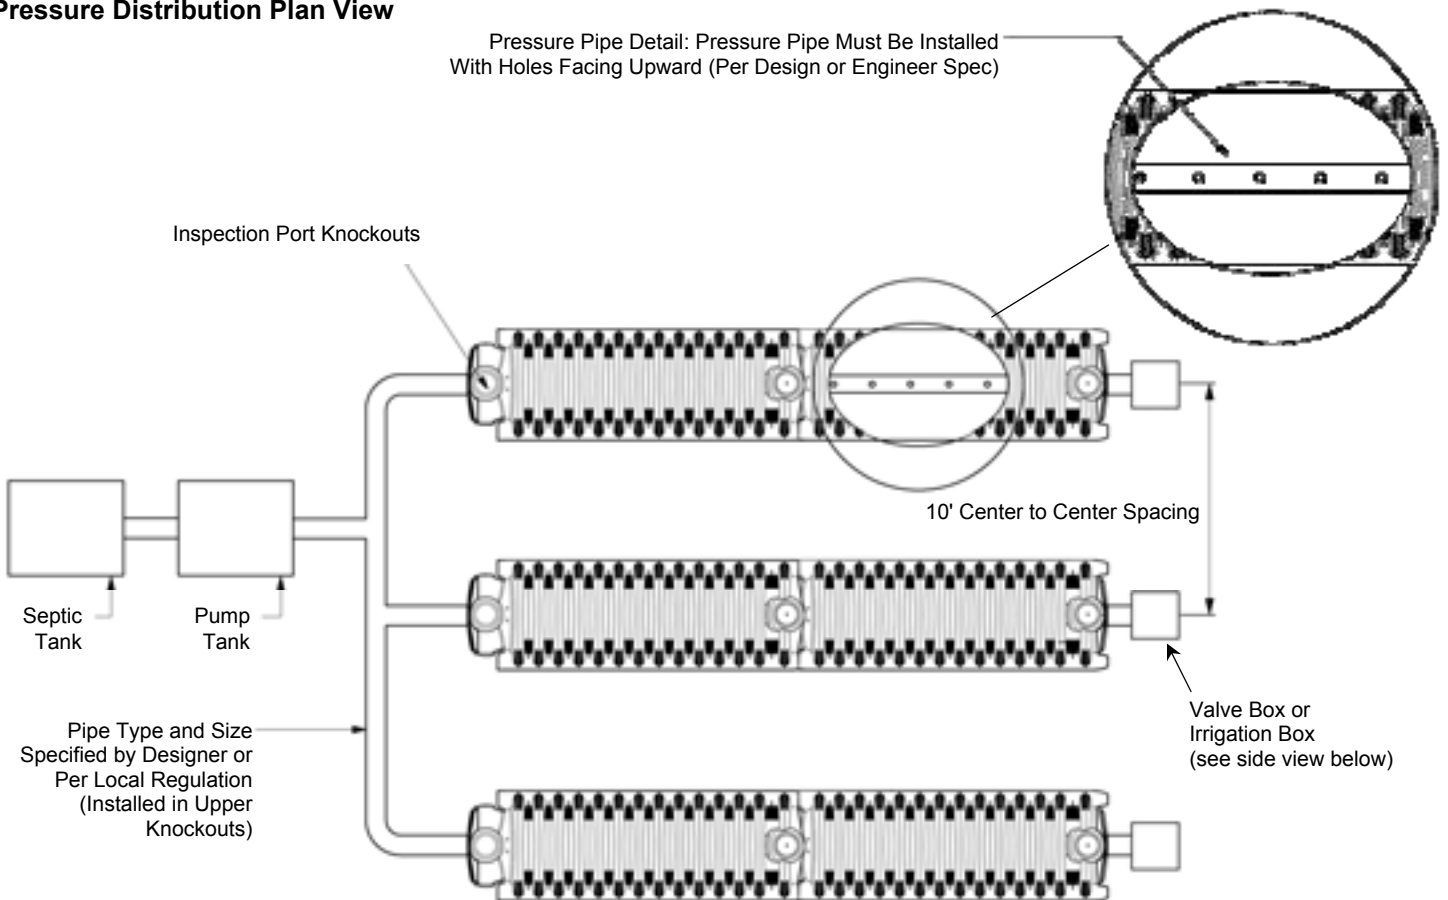 Pressure Distribution Plan View
Pressure Pipe Detail: Pressure Pipe Must Be Installed
With Holes Facing Upward (Per Design or Engineer Spec)
Inspection Port Knockouts
10' Center to Center Spacing
Septic
Tank
Pump
Tank
Pipe Type and Size
Specified by Designer or
Per Local Regulation
(Installed in Upper
Knockouts)
Valve Box or
Irrigation Box
(see side view below)